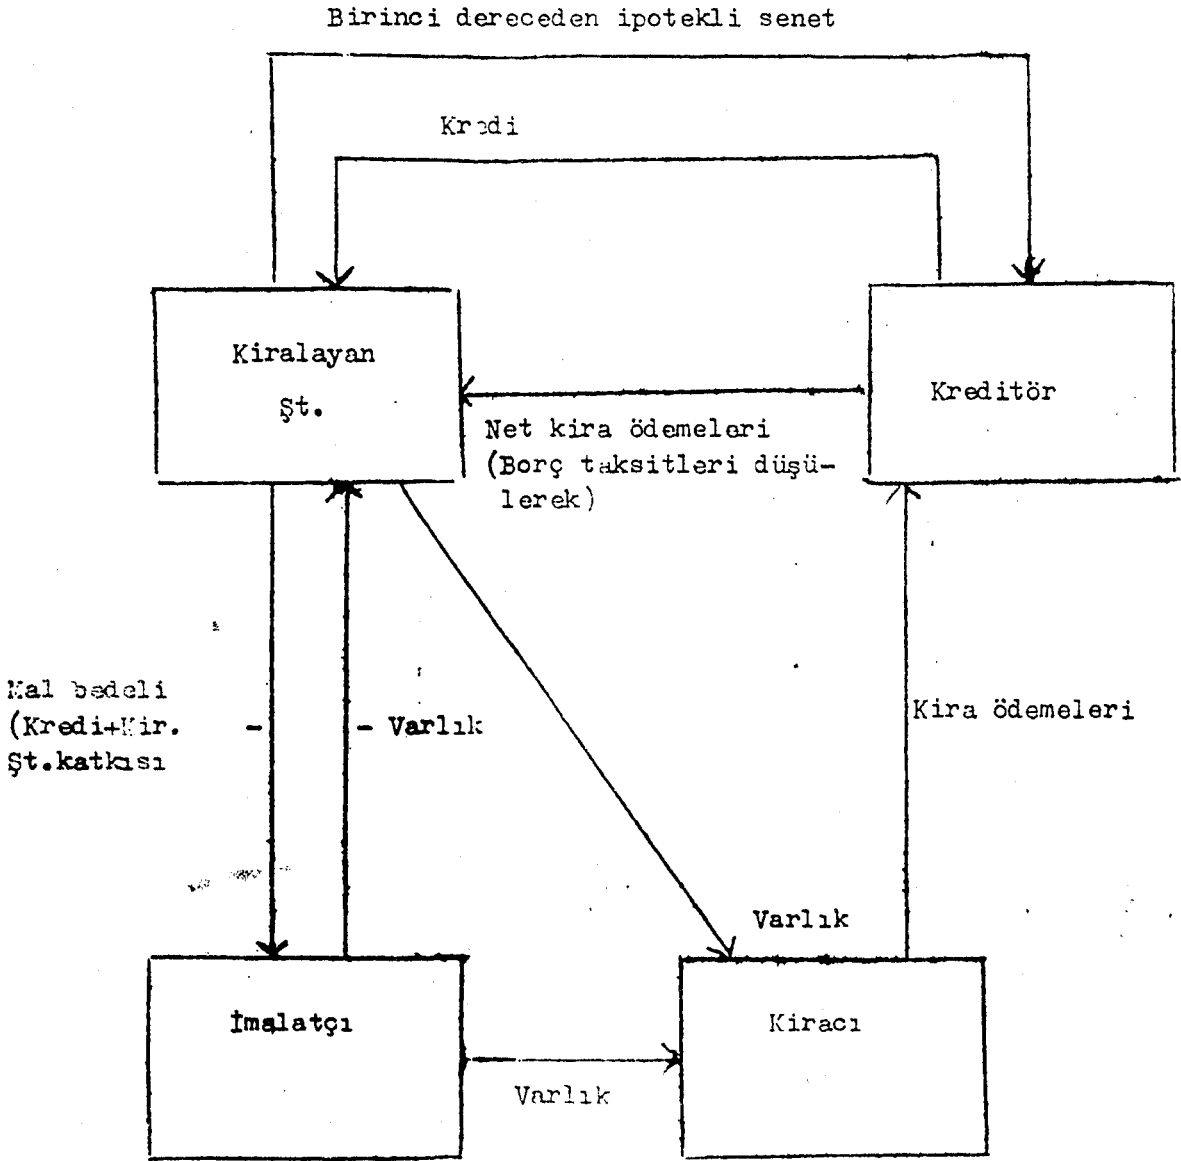 Birinci dereceden ipotekli senet
Kredi
Kiralayan
Şt.
Kreditör
Net kira ödemeleri
(Borç taksitleri düşü-
lerek)
Mal bedeli
(Kredi+Kir.
Şt.katkısı
- Varlık
Kira ödemeleri
Varlık
İmalatçı
Kiracı
Varlık